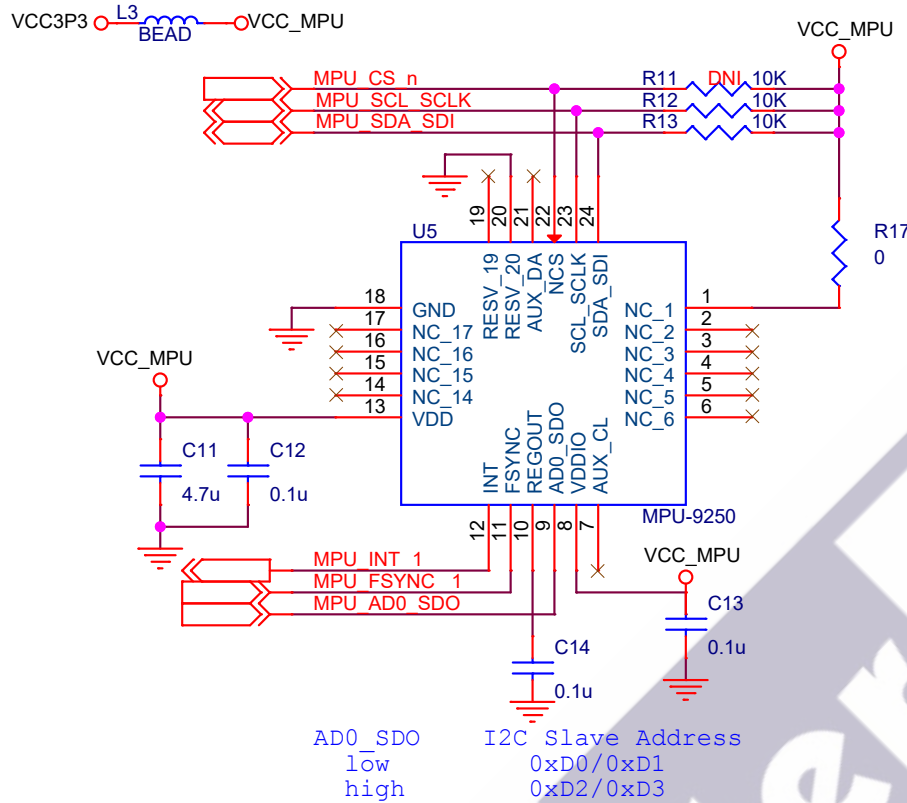 VCC3P3 L3 VCC_MPU
BEAD
VCC_MPU
MPU_CS_n R11 DNI 10K
MPU_SCL_SCLK R12 10K
MPU_SDA_SDI R13 10K
19 20 21 22 23 24
U5
R17
0
RESV_19 RESV_20 AUX_DA NCS SCL_SCLK SDA_SDI
18 GND NC_1 1
17 NC_17 NC_2 2
16 NC_16 NC_3 3
15 NC_15 NC_4 4
14 NC_14 NC_5 5
13 VDD NC_6 6
VCC_MPU
C11 C12
4.7u 0.1u
INT FSYNC REGOUT AD0_SDO VDDIO AUX_CL
MPU-9250
12 11 10 9 8 7
MPU_INT_1
MPU_FSYNC_1
MPU_AD0_SDO
VCC_MPU
C13
0.1u
C14
0.1u
AD0_SDO I2C Slave Address
low 0xD0/0xD1
high 0xD2/0xD3